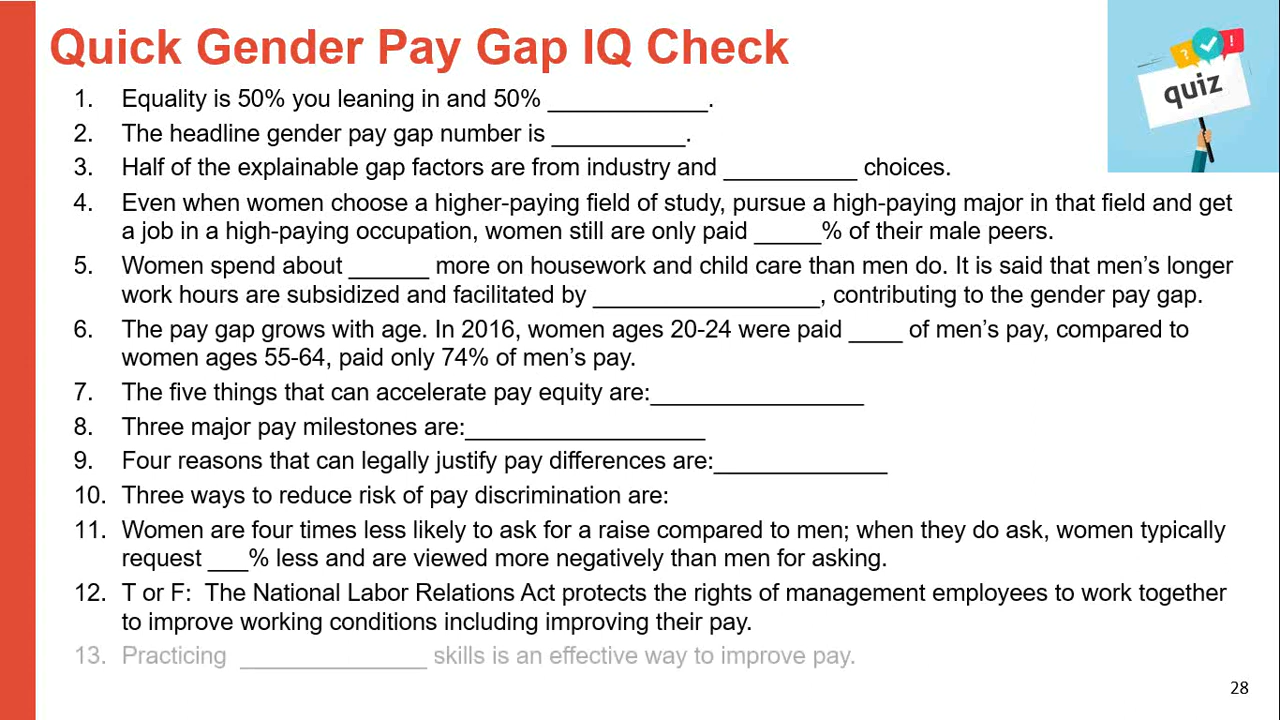 Quick Gender Pay Gap IQ Check
? !
quiz
1. Equality is 50% you leaning in and 50% ____________.
2. The headline gender pay gap number is __________.
3. Half of the explainable gap factors are from industry and __________ choices.
4. Even when women choose a higher-paying field of study, pursue a high-paying major in that field and get
a job in a high-paying occupation, women still are only paid _____% of their male peers.
5. Women spend about ______ more on housework and child care than men do. It is said that men’s longer
work hours are subsidized and facilitated by _________________, contributing to the gender pay gap.
6. The pay gap grows with age. In 2016, women ages 20-24 were paid ____ of men’s pay, compared to
women ages 55-64, paid only 74% of men’s pay.
7. The five things that can accelerate pay equity are:________________
8. Three major pay milestones are:__________________
9. Four reasons that can legally justify pay differences are:_____________
10. Three ways to reduce risk of pay discrimination are:
11. Women are four times less likely to ask for a raise compared to men; when they do ask, women typically
request ___% less and are viewed more negatively than men for asking.
12. T or F: The National Labor Relations Act protects the rights of management employees to work together
to improve working conditions including improving their pay.
13. Practicing ______________ skills is an effective way to improve pay.
28